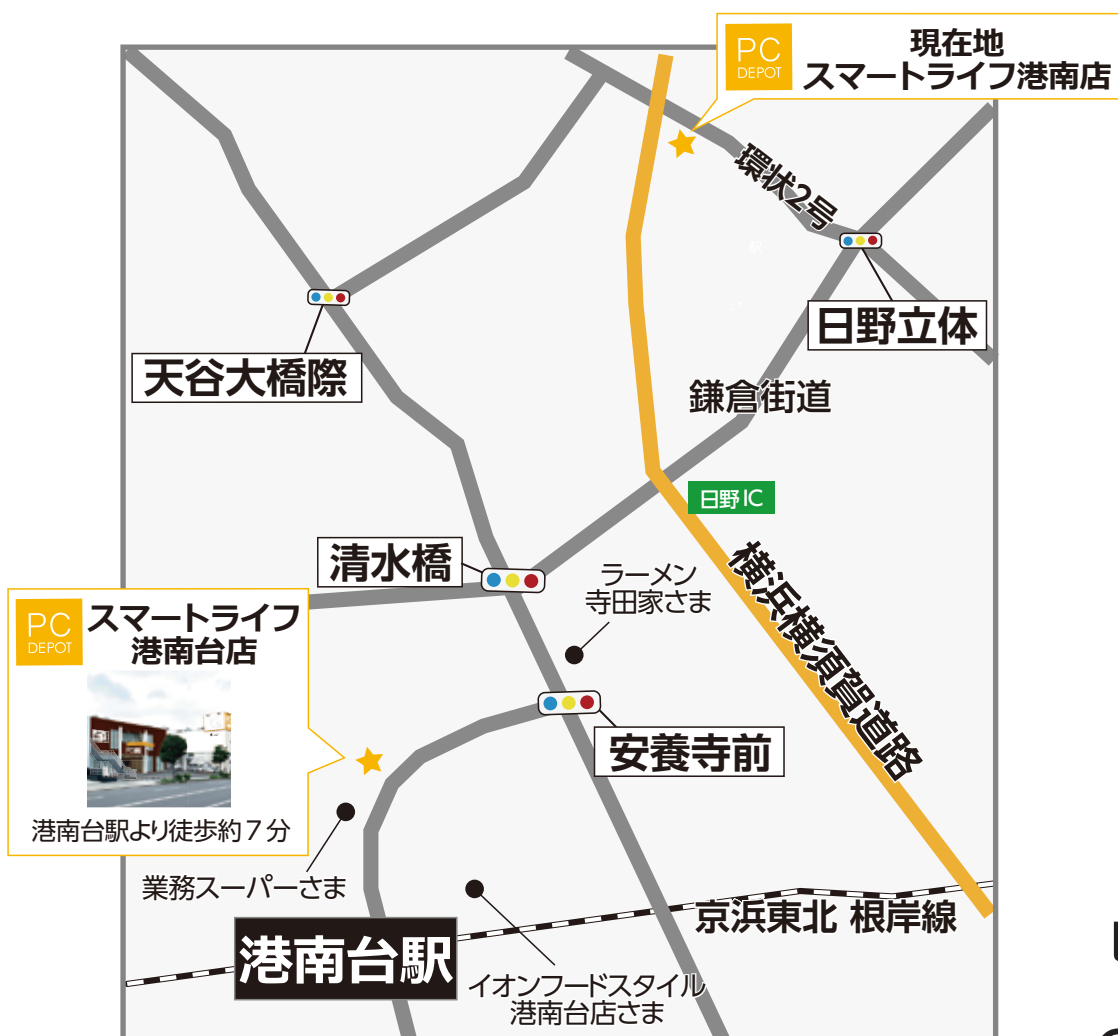 PC
DEPOT
現在地
スマートライフ港南店
環状2号
日野立体
天谷大橋際
鎌倉街道
日野IC
清水橋
ラーメン
寺田家さま
横浜横須賀道路
PC
DEPOT
スマートライフ
港南台店
港南台駅より徒歩約7分
安養寺前
業務スーパーさま
京浜東北 根岸線
港南台駅
イオンフードスタイル
港南台店さま